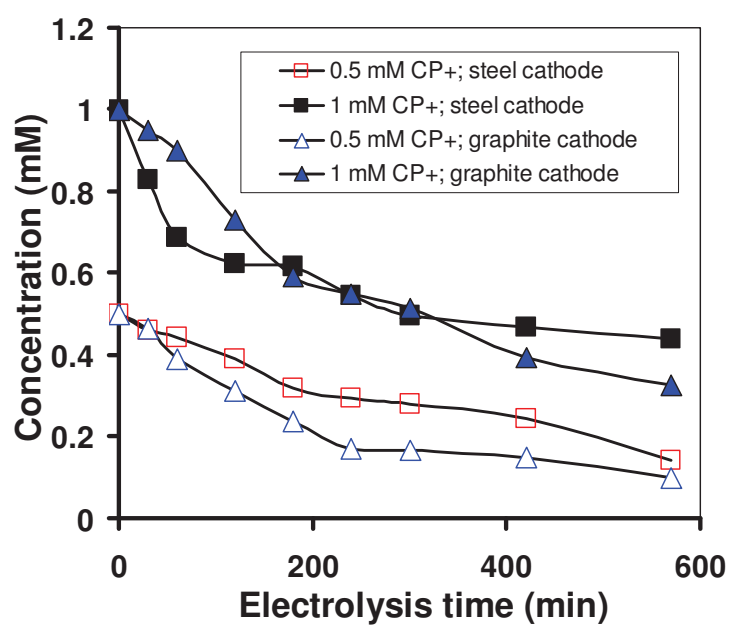 1.2
1
0.8
0.6
0.4
0.2
0
Concentration (mM)
0.5 mM CP+; steel cathode
1 mM CP+; steel cathode
0.5 mM CP+; graphite cathode
1 mM CP+; graphite cathode
0 200 400 600
Electrolysis time (min)